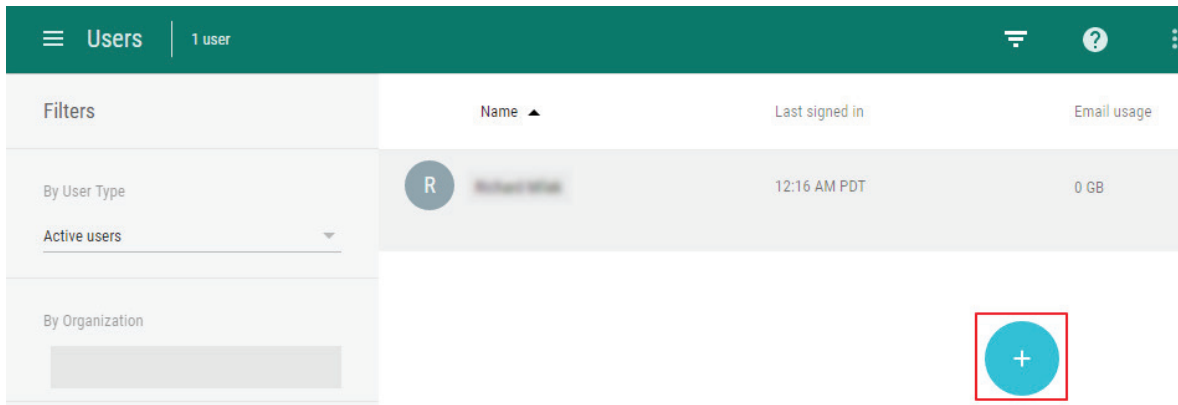 Users 1 user
Filters
Name Last signed in Email usage
By User Type
R 12:16 AM PDT 0 GB
Active users
By Organization
+